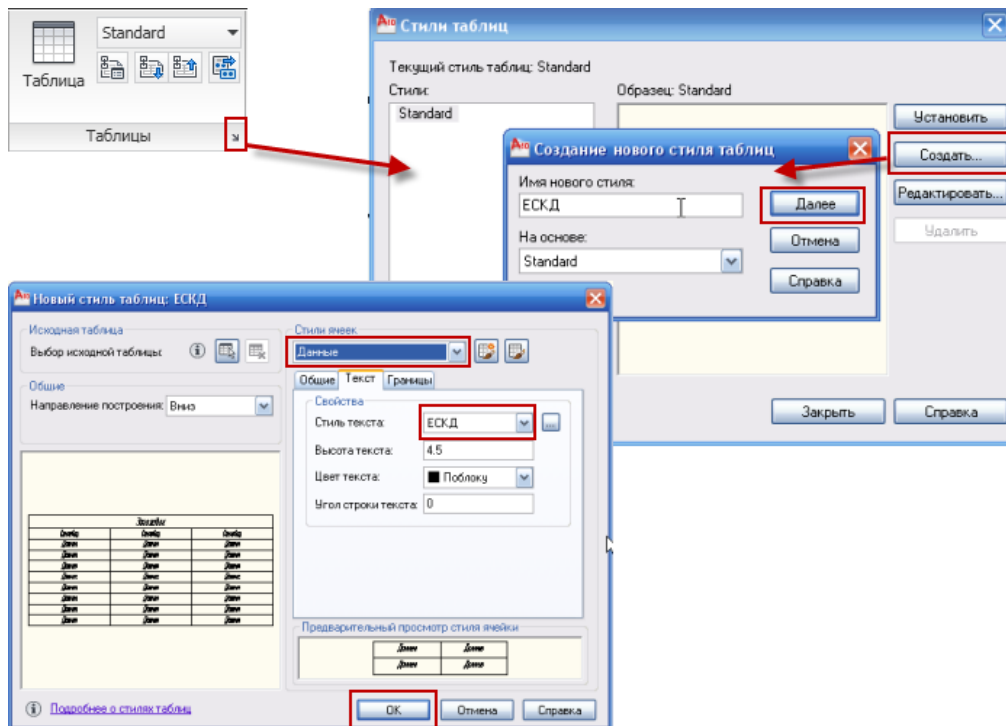 Standard
Таблица
Таблицы
Стили таблиц
Текущий стиль таблиц: Standard
Стили:
Образец: Standard
Standard
Установить
Создать...
Редактировать...
Удалить
Закрыть
Справка
Создание нового стиля таблиц
Имя нового стиля:
ЕСКД
Далее
На основе:
Отмена
Standard
Справка
Новый стиль таблиц: ЕСКД
Исходная таблица
Выбор исходной таблицы:
Общие
Направление построения: Вниз
Стили ячеек
Данные
Общие Текст Границы
Свойства
Стиль текста: ЕСКД
Высота текста: 4.5
Цвет текста: Поблоку
Угол строки текста: 0
Предварительный просмотр стиля ячейки
Подробнее о стилях таблиц
ОК
Отмена
Справка